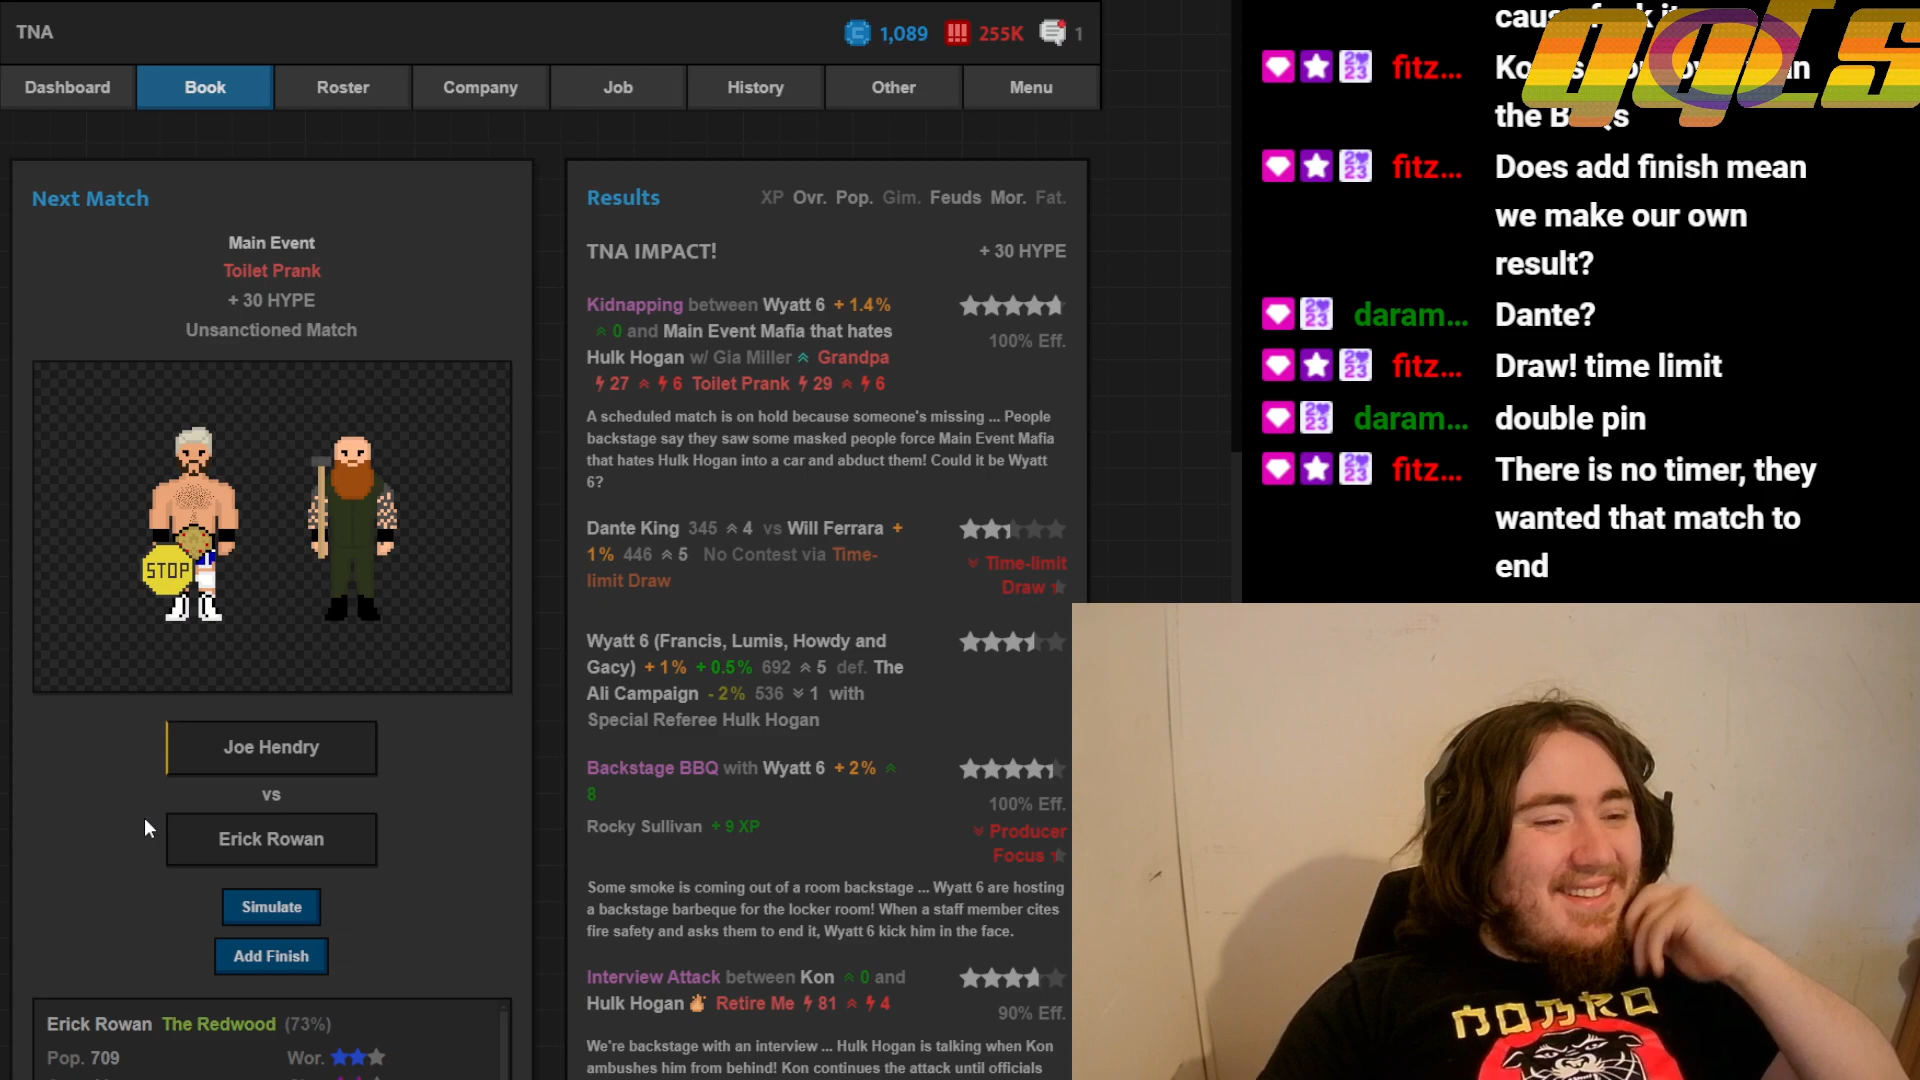 TNA
1,089
255K
1
Dashboard
Book
Roster
Company
Job
History
Other
Menu
Next Match
Main Event
Toilet Prank
+ 30 HYPE
Unsanctioned Match
STOP
Joe Hendry
vs
Erick Rowan
Simulate
Add Finish
Erick Rowan The Redwood (73%)
Pop. 709 Wor.
Results XP Ovr. Pop. Gim. Feuds Mor. Fat.
TNA IMPACT! + 30 HYPE
Kidnapping between Wyatt 6 + 1.4%
0 and Main Event Mafia that hates
100% Eff.
Hulk Hogan w/ Gia Miller Grandpa
27 6 Toilet Prank 29 6
A scheduled match is on hold because someone's missing ... People
backstage say they saw some masked people force Main Event Mafia
that hates Hulk Hogan into a car and abduct them! Could it be Wyatt
6?
Dante King 345 4 vs Will Ferrara +
1% 446 5 No Contest via Time-
limit Draw
Time-limit
Draw
Wyatt 6 (Francis, Lumis, Howdy and
Gacy) + 1% + 0.5% 692 5 def. The
Ali Campaign - 2% 536 1 with
Special Referee Hulk Hogan
Backstage BBQ with Wyatt 6 + 2%
8
100% Eff.
Rocky Sullivan + 9 XP
Producer
Focus
Some smoke is coming out of a room backstage ... Wyatt 6 are hosting
a backstage barbeque for the locker room! When a staff member cites
fire safety and asks them to end it, Wyatt 6 kick him in the face.
Interview Attack between Kon 0 and
Hulk Hogan Retire Me 81 4
90% Eff.
We're backstage with an interview ... Hulk Hogan is talking when Kon
ambushes him from behind! Kon continues the attack until officials
fitz...
the
fitz... Does add finish mean
we make our own
result?
daram... Dante?
fitz... Draw! time limit
daram... double pin
fitz... There is no timer, they
wanted that match to
end